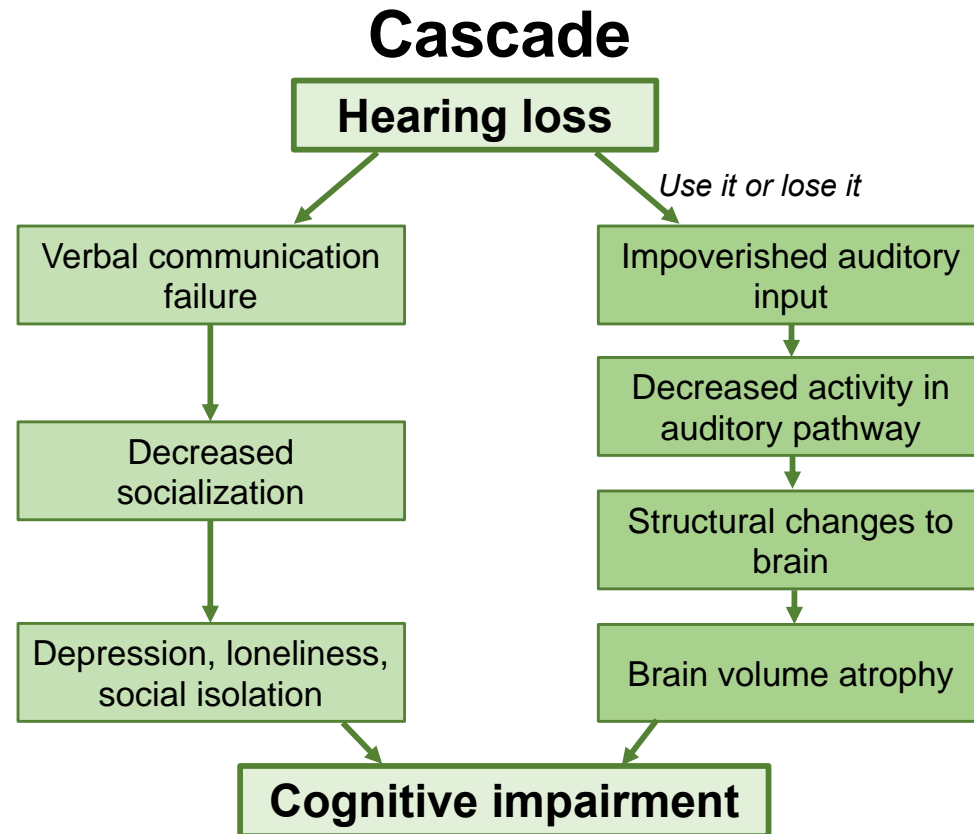 Cascade
Hearing loss
Use it or lose it
Verbal communication
failure
Decreased
socialization
Depression, loneliness,
social isolation
Impoverished auditory
input
Decreased activity in
auditory pathway
Structural changes to
brain
Brain volume atrophy
Cognitive impairment